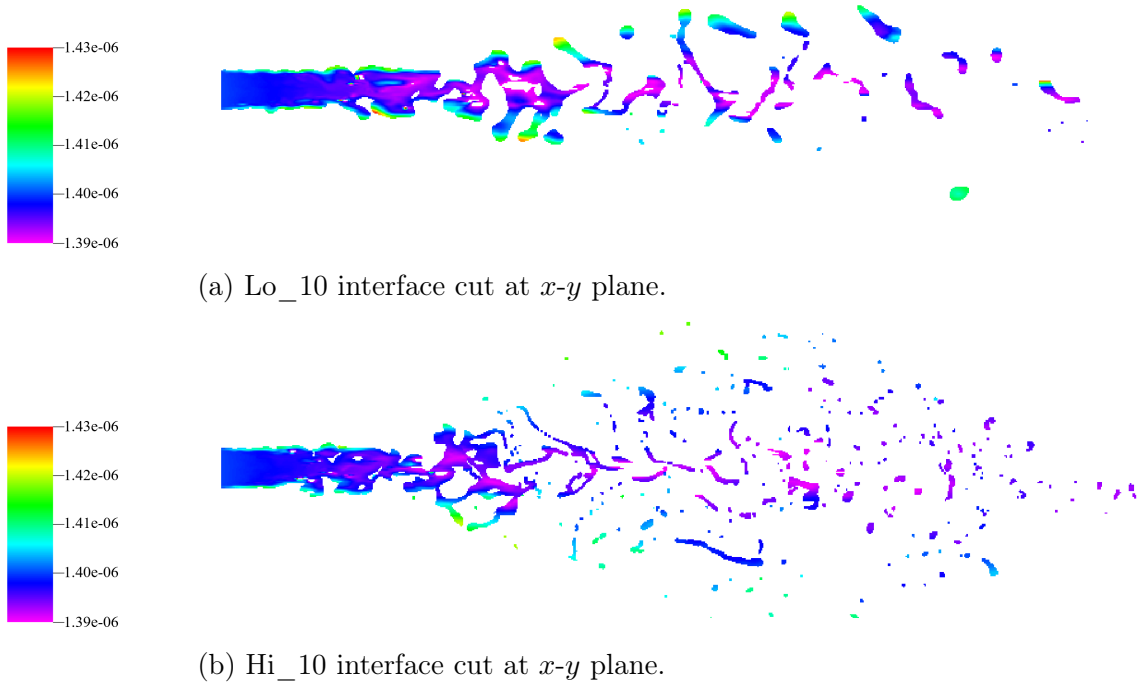 1.43e-06
1.42e-06
1.41e-06
1.40e-06
1.39e-06
(a) Lo_10 interface cut at x-y plane.
1.43e-06
1.42e-06
1.41e-06
1.40e-06
1.39e-06
(b) Hi_10 interface cut at x-y plane.